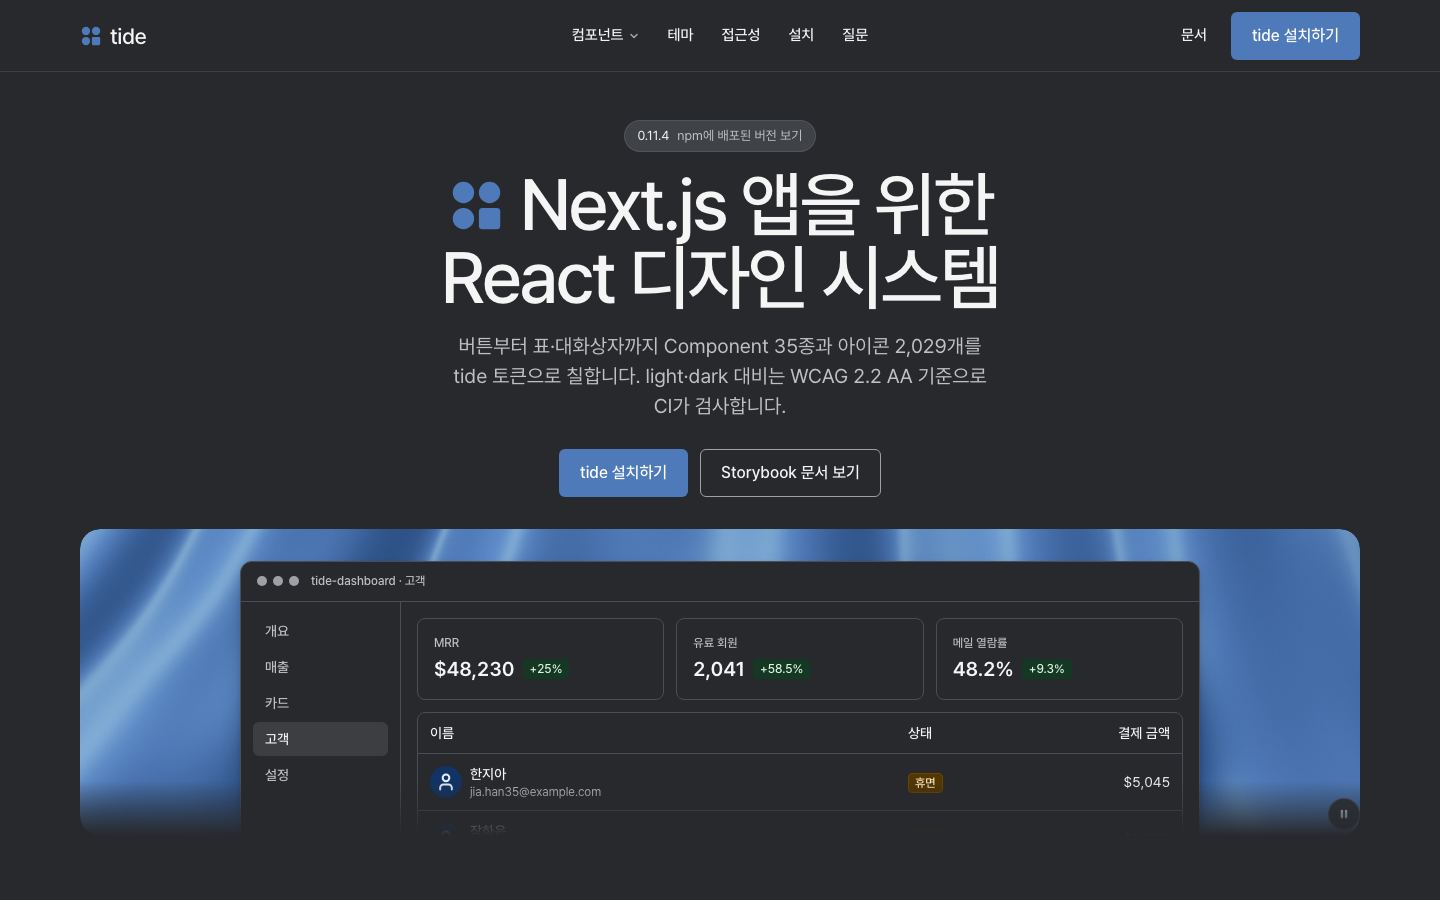 tide
컴포넌트
테마
접근성
설치
질문
문서
tide 설치하기
0.11.4 npm에 배포된 버전 보기
Next.js 앱을 위한
React 디자인 시스템
버튼부터 표·대화상자까지 Component 35종과 아이콘 2,029개를
tide 토큰으로 칠합니다. light·dark 대비는 WCAG 2.2 AA 기준으로
CI가 검사합니다.
tide 설치하기
Storybook 문서 보기
tide-dashboard · 고객
개요
매출
카드
고객
설정
MRR
$48,230 +25%
유료 회원
2,041 +58.5%
메일 열람률
48.2% +9.3%
이름 상태 결제 금액
한지아
jia.han35@example.com
휴면
$5,045